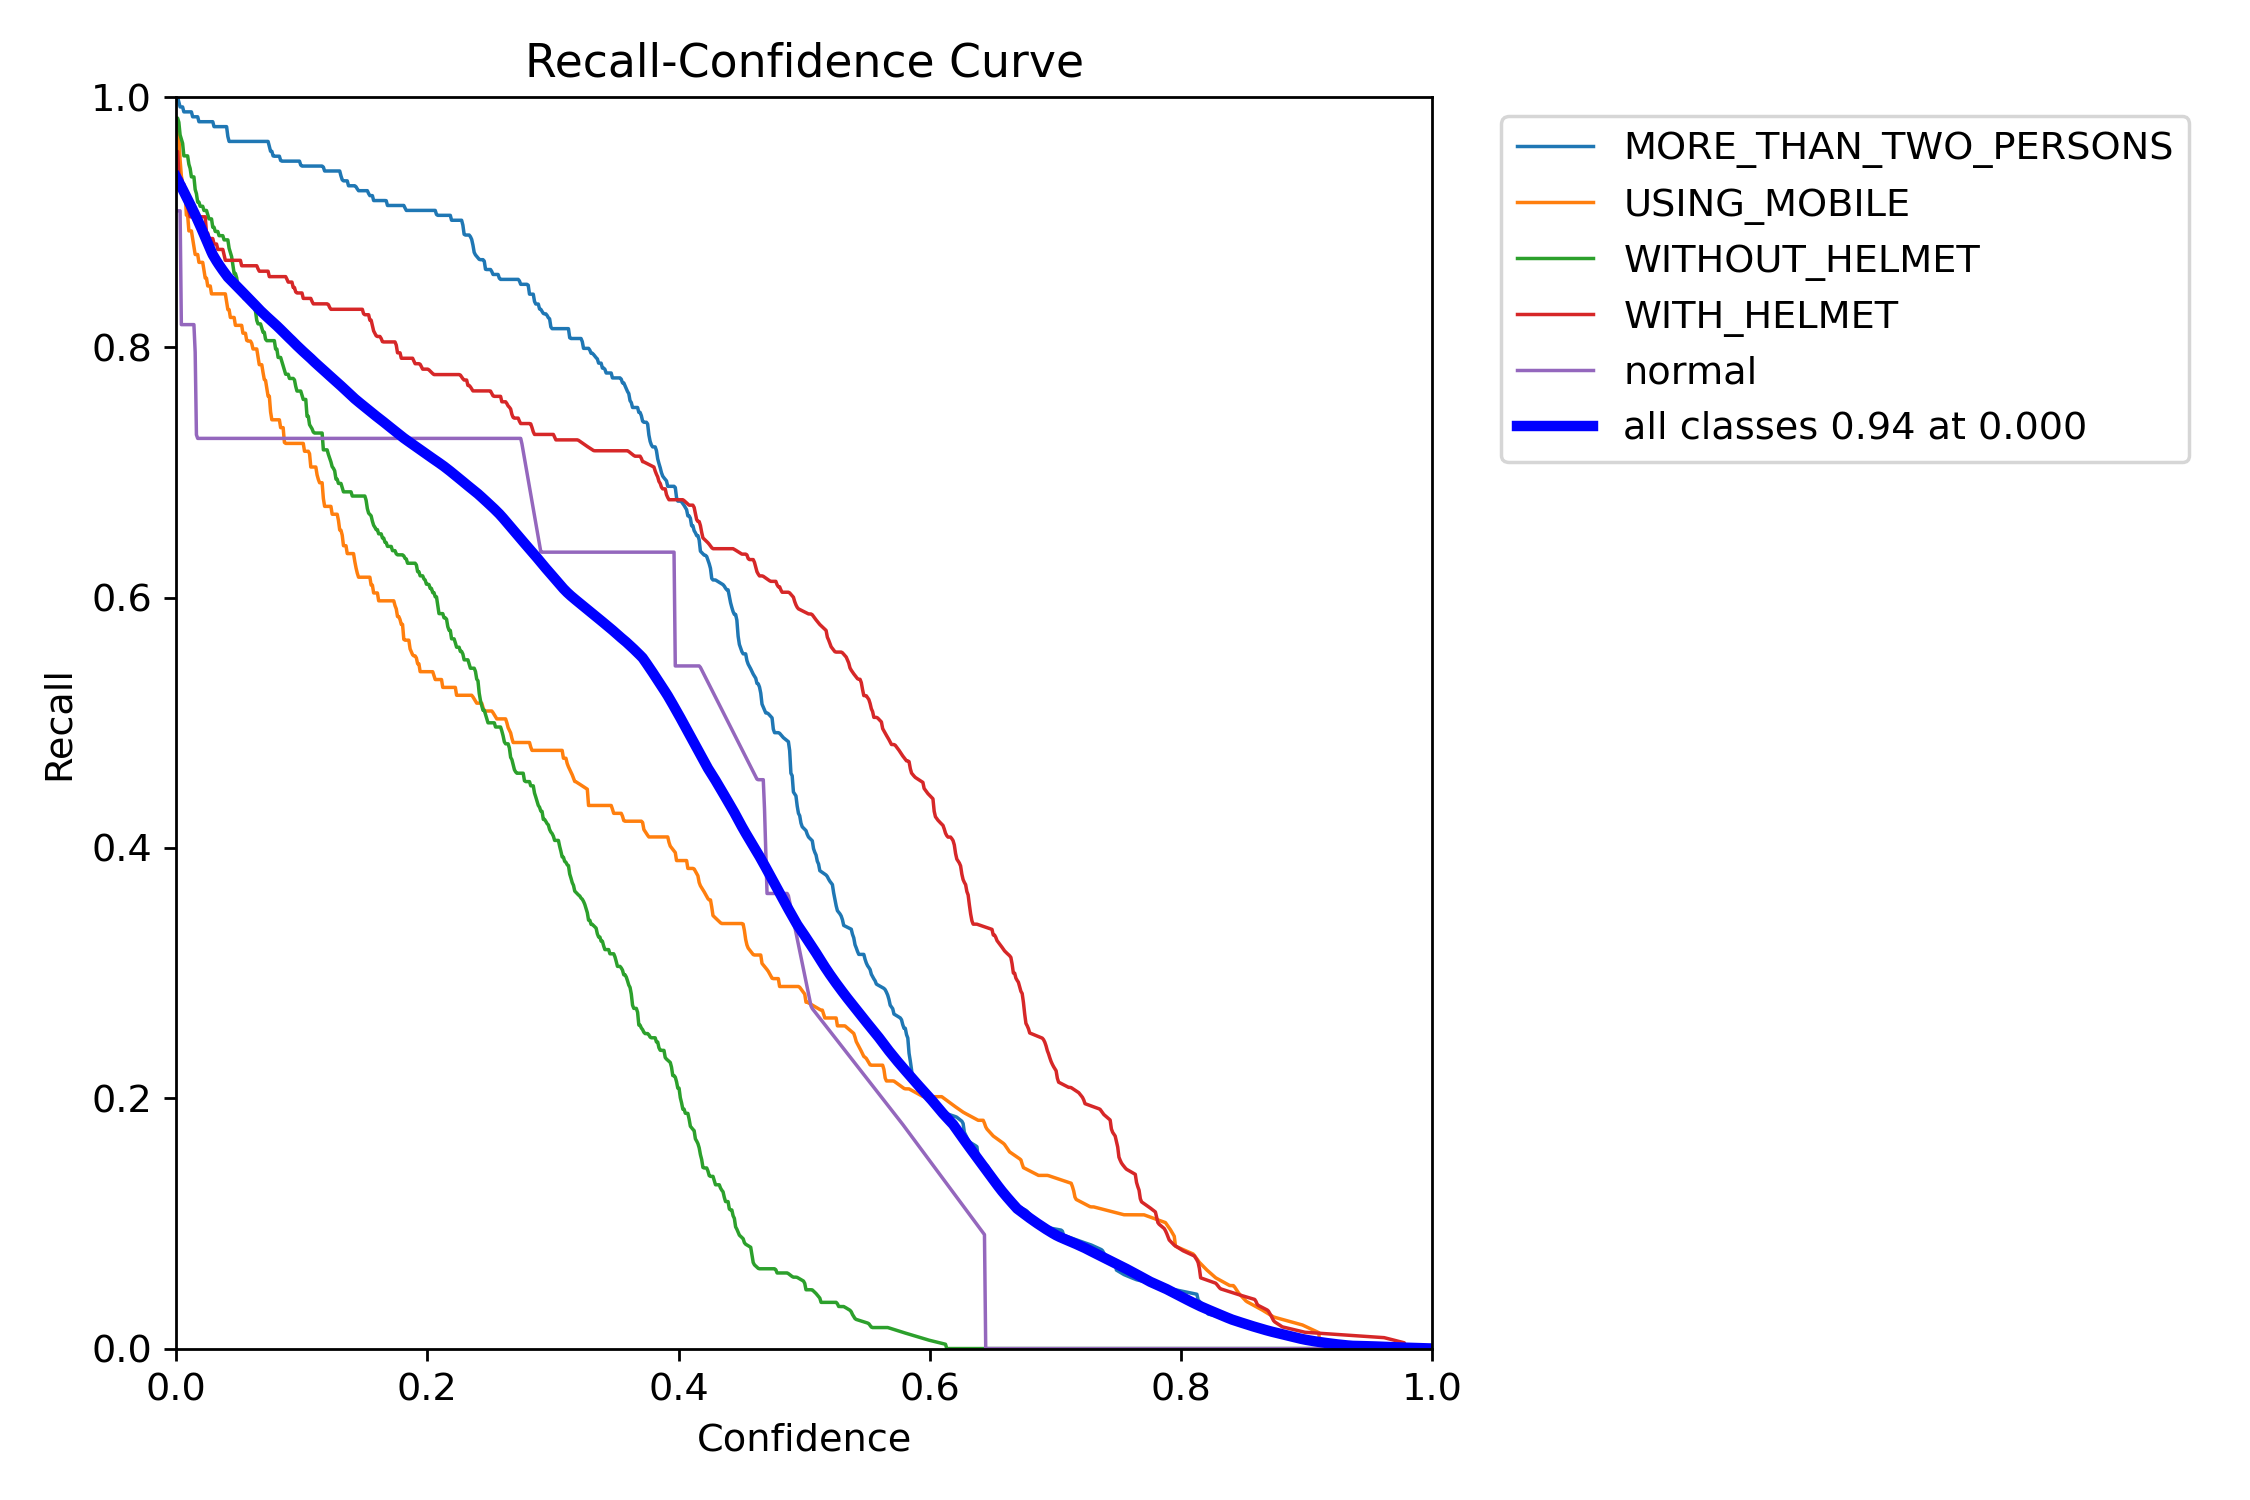 Recall-Confidence Curve
1.0
0.8
0.6
0.4
0.2
0.0
Recall
0.0 0.2 0.4 0.6 0.8 1.0
Confidence
MORE_THAN_TWO_PERSONS
USING_MOBILE
WITHOUT_HELMET
WITH_HELMET
normal
all classes 0.94 at 0.000